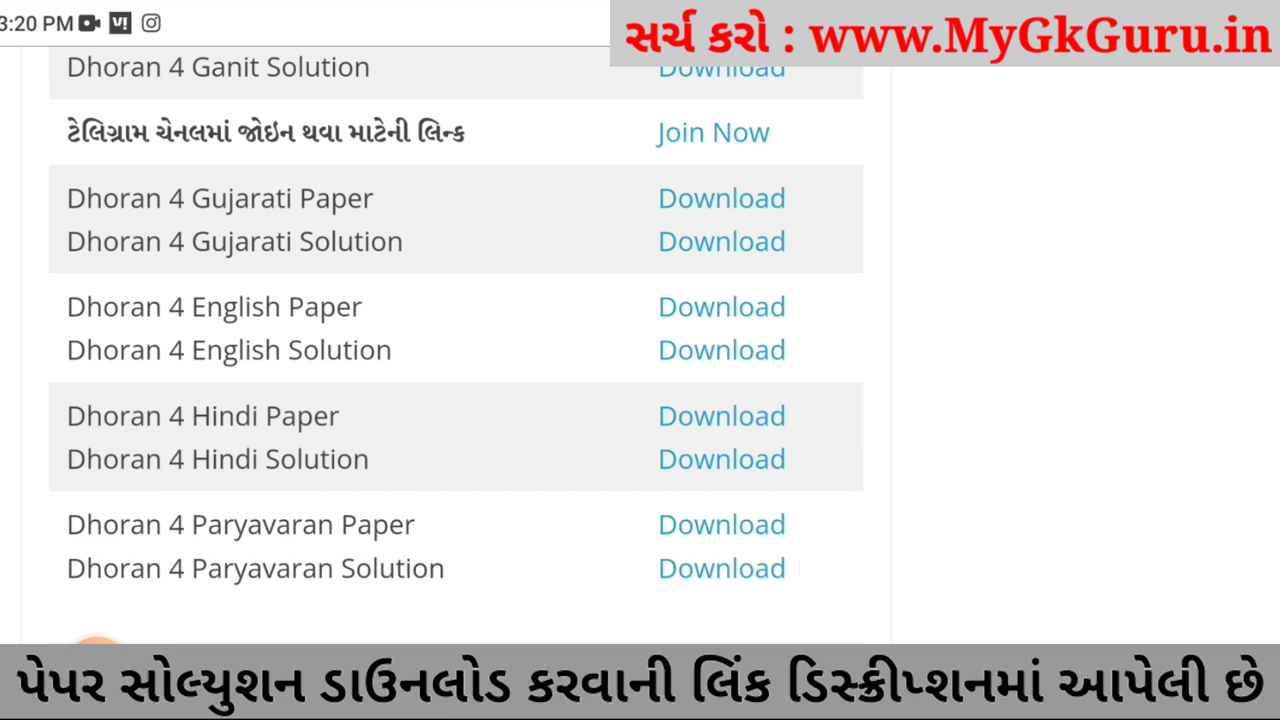 3:20 PM
સર્ચ કરો : www.MyGkGuru.in
Dhoran 4 Ganit Solution Download
ટેલિગ્રામ ચેનલમાં જોઇન થવા માટેની લિન્ક Join Now
Dhoran 4 Gujarati Paper Download
Dhoran 4 Gujarati Solution Download
Dhoran 4 English Paper Download
Dhoran 4 English Solution Download
Dhoran 4 Hindi Paper Download
Dhoran 4 Hindi Solution Download
Dhoran 4 Paryavaran Paper Download
Dhoran 4 Paryavaran Solution Download
પેપર સોલ્યુશન ડાઉનલોડ કરવાની લિંક ડિસ્ક્રીપ્શનમાં આપેલી છે